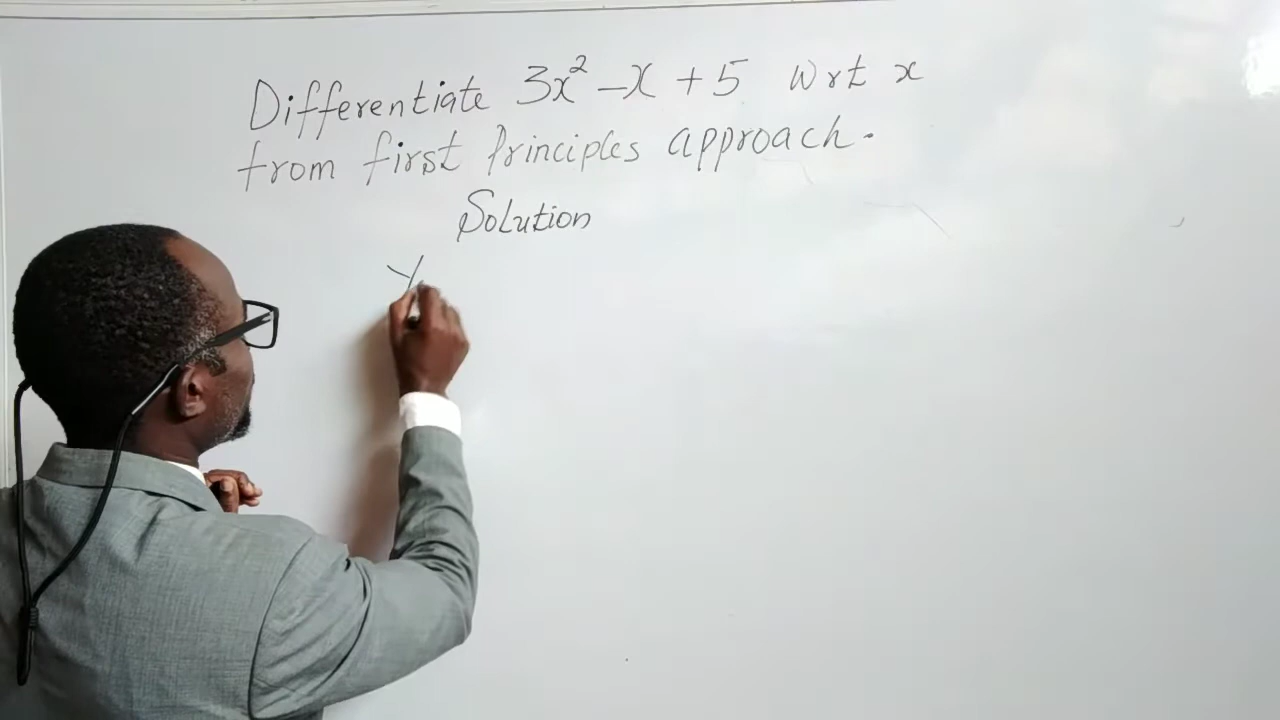 Differentiate 3x² -x +5 wrt x
from first principles approach.
Solution
y